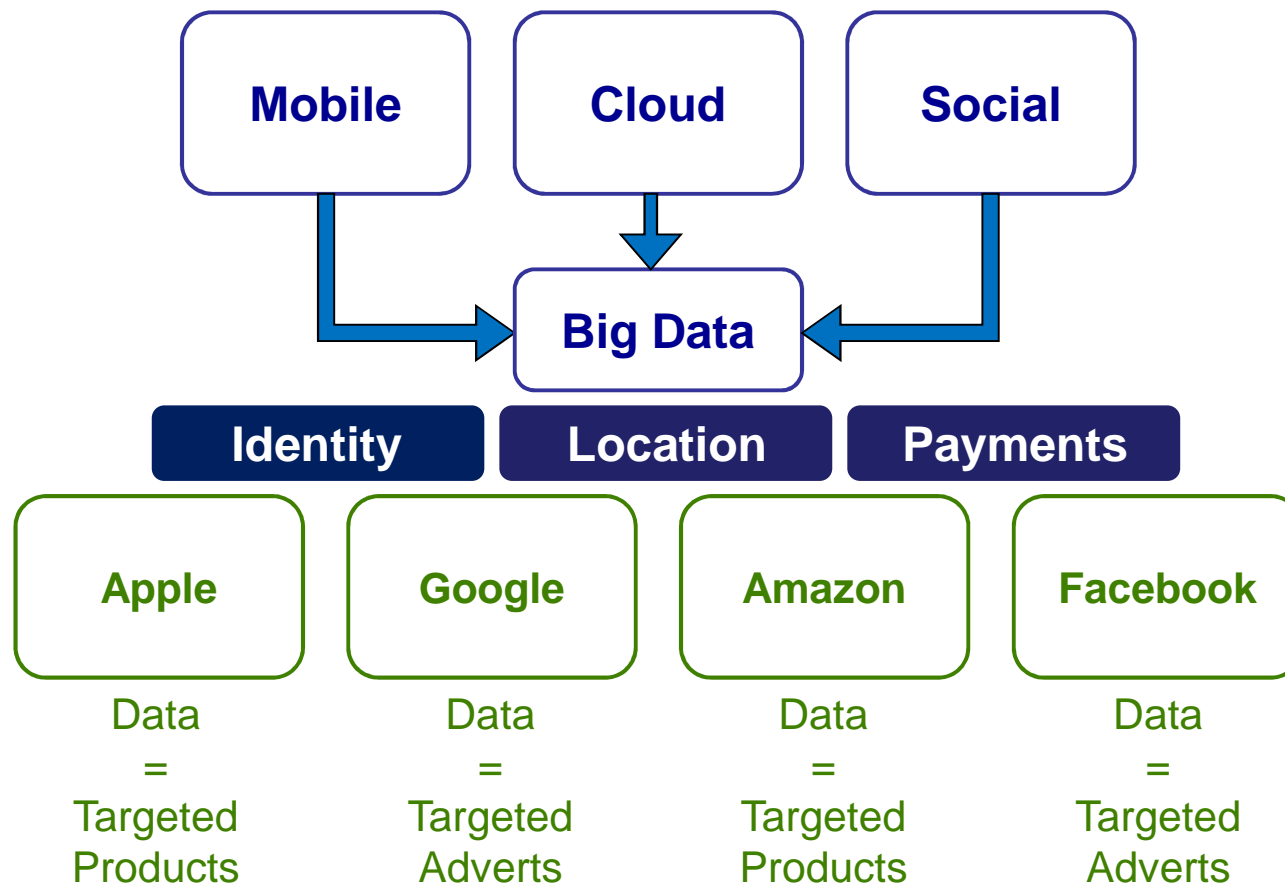 Mobile
Cloud
Social
Big Data
Identity
Location
Payments
Apple
Google
Amazon
Facebook
Data
=
Targeted
Products
Data
=
Targeted
Adverts
Data
=
Targeted
Products
Data
=
Targeted
Adverts